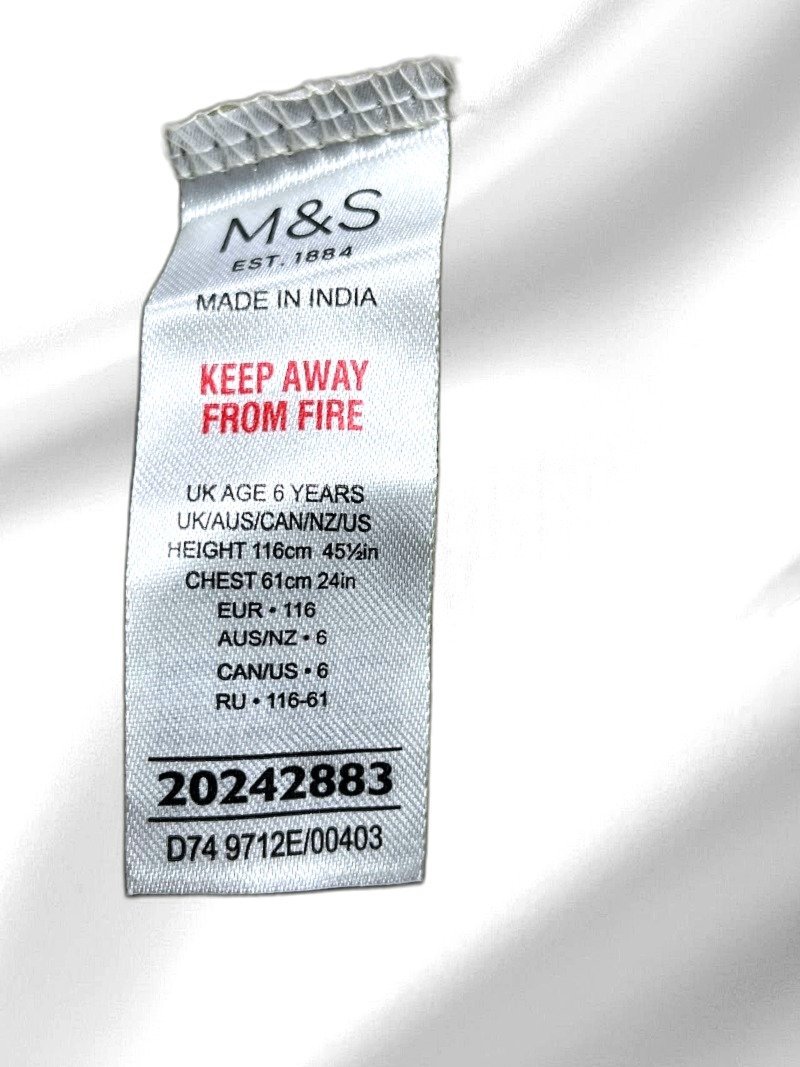 M&S
EST. 1884
MADE IN INDIA
KEEP AWAY
FROM FIRE
UK AGE 6 YEARS
UK/AUS/CAN/NZ/US
HEIGHT 116cm 45½in
CHEST 61cm 24in
EUR • 116
AUS/NZ • 6
CAN/US • 6
RU • 116-61
20242883
D74 9712E/00403